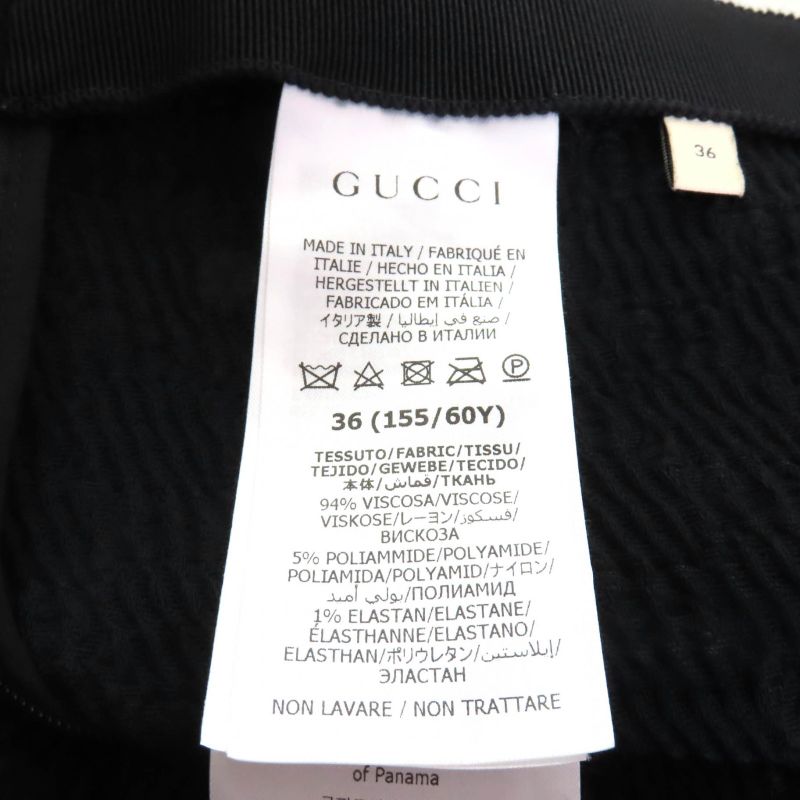 36
GUCCI
MADE IN ITALY / FABRIQUÉ EN
ITALIE / HECHO EN ITALIA /
HERGESTELLT IN ITALIEN /
FABRICADO EM ITÁLIA /
イタリア製 / صنع في إيطاليا /
СДЕЛАНО В ИТАЛИИ
P
36 (155/60Y)
TESSUTO/FABRIC/TISSU/
TEJIDO/GEWEBE/TECIDO/
本体/قماش/ТКАНЬ
94% VISCOSA/VISCOSE/
VISKOSE/レーヨン/فسكوز/
ВИСКОЗА
5% POLIAMMIDE/POLYAMIDE/
POLIAMIDA/POLYAMID/ナイロン/
بولي أميد/ПОЛИАМИД
1% ELASTAN/ELASTANE/
ÉLASTHANNE/ELASTANO/
ELASTHAN/ポリウレタン/إيلاستين/
ЭЛАСТАН
NON LAVARE / NON TRATTARE
of Panama